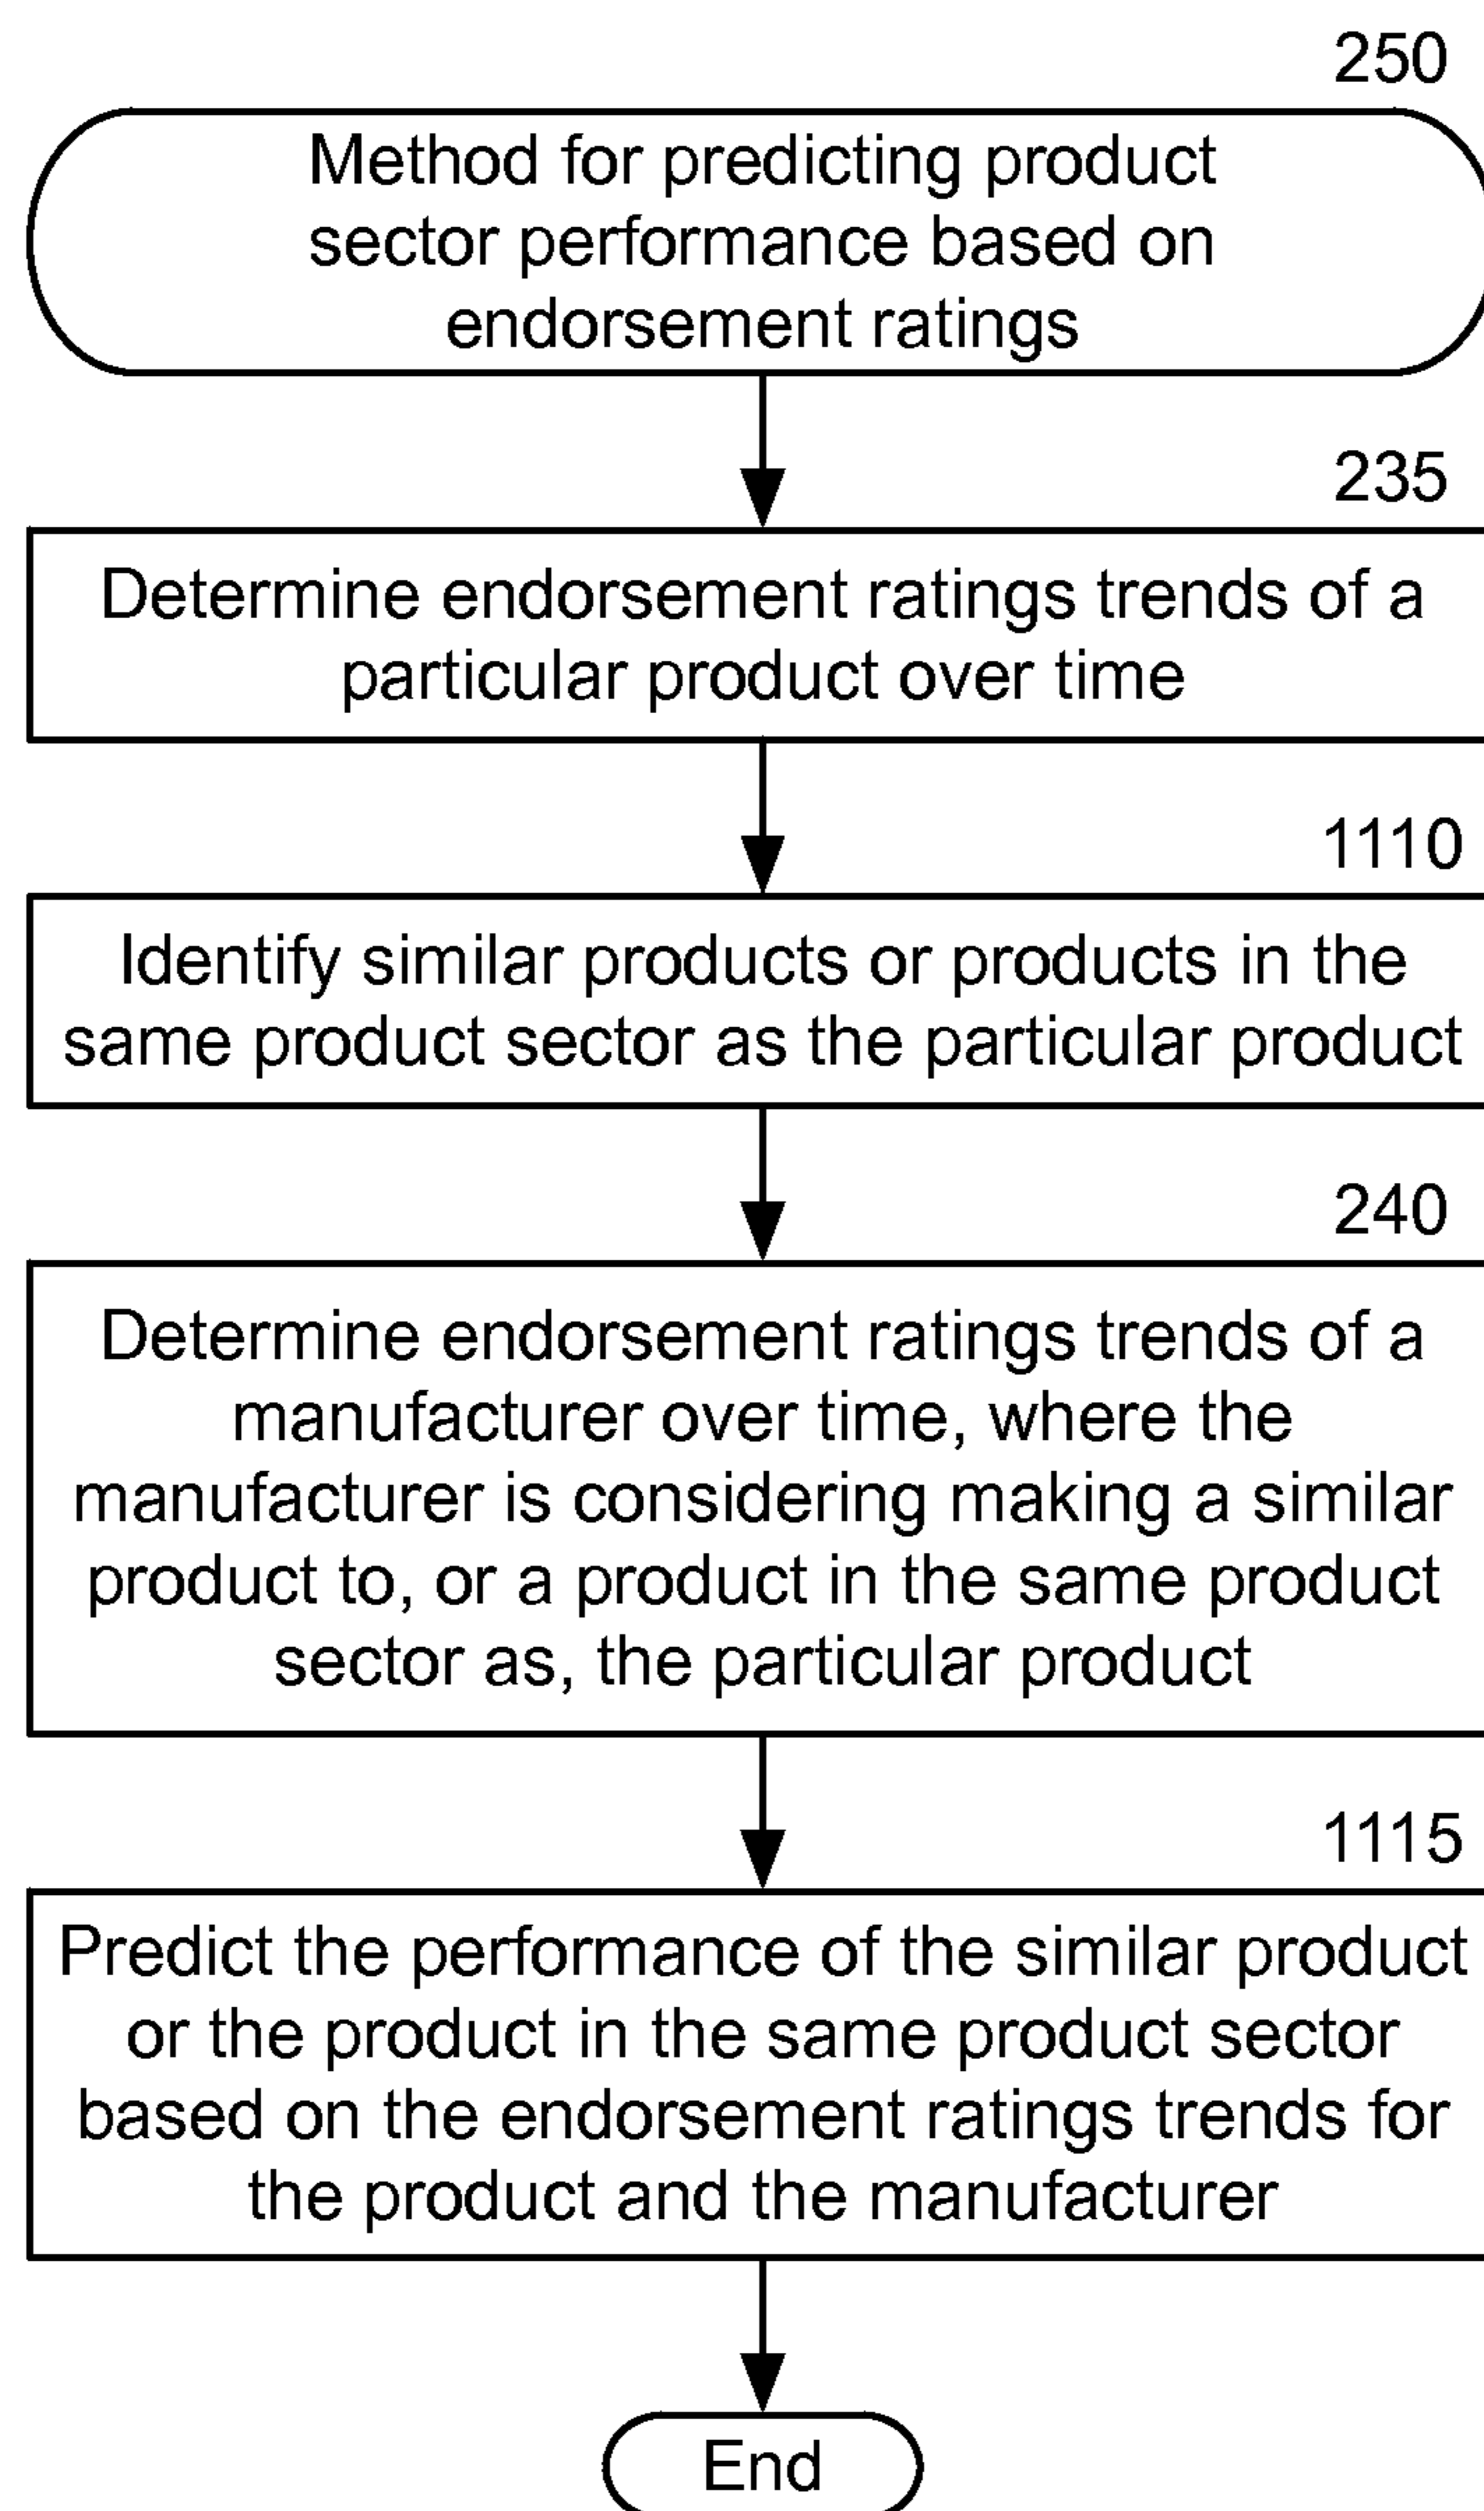 250
Method for predicting product
sector performance based on
endorsement ratings
235
Determine endorsement ratings trends of a
particular product over time
1110
Identify similar products or products in the
same product sector as the particular product
240
Determine endorsement ratings trends of a
manufacturer over time, where the
manufacturer is considering making a similar
product to, or a product in the same product
sector as, the particular product
1115
Predict the performance of the similar product
or the product in the same product sector
based on the endorsement ratings trends for
the product and the manufacturer
End